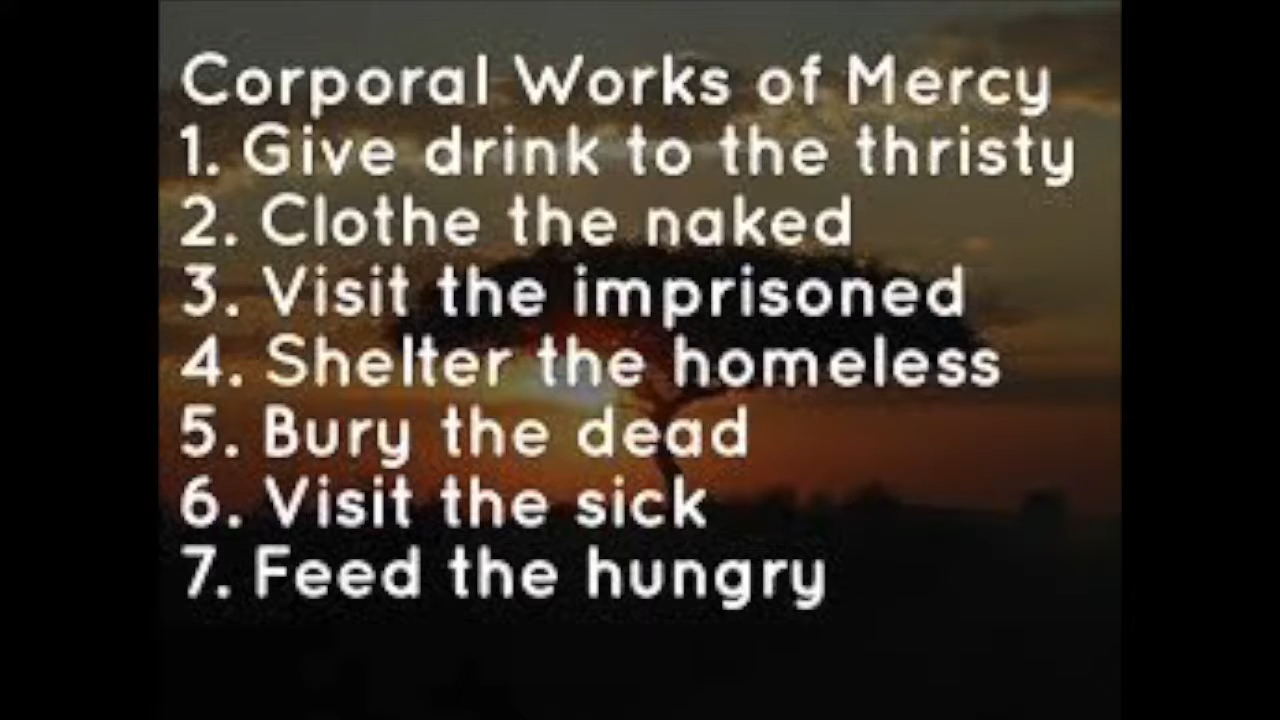 Corporal Works of Mercy
1. Give drink to the thristy
2. Clothe the naked
3. Visit the imprisoned
4. Shelter the homeless
5. Bury the dead
6. Visit the sick
7. Feed the hungry